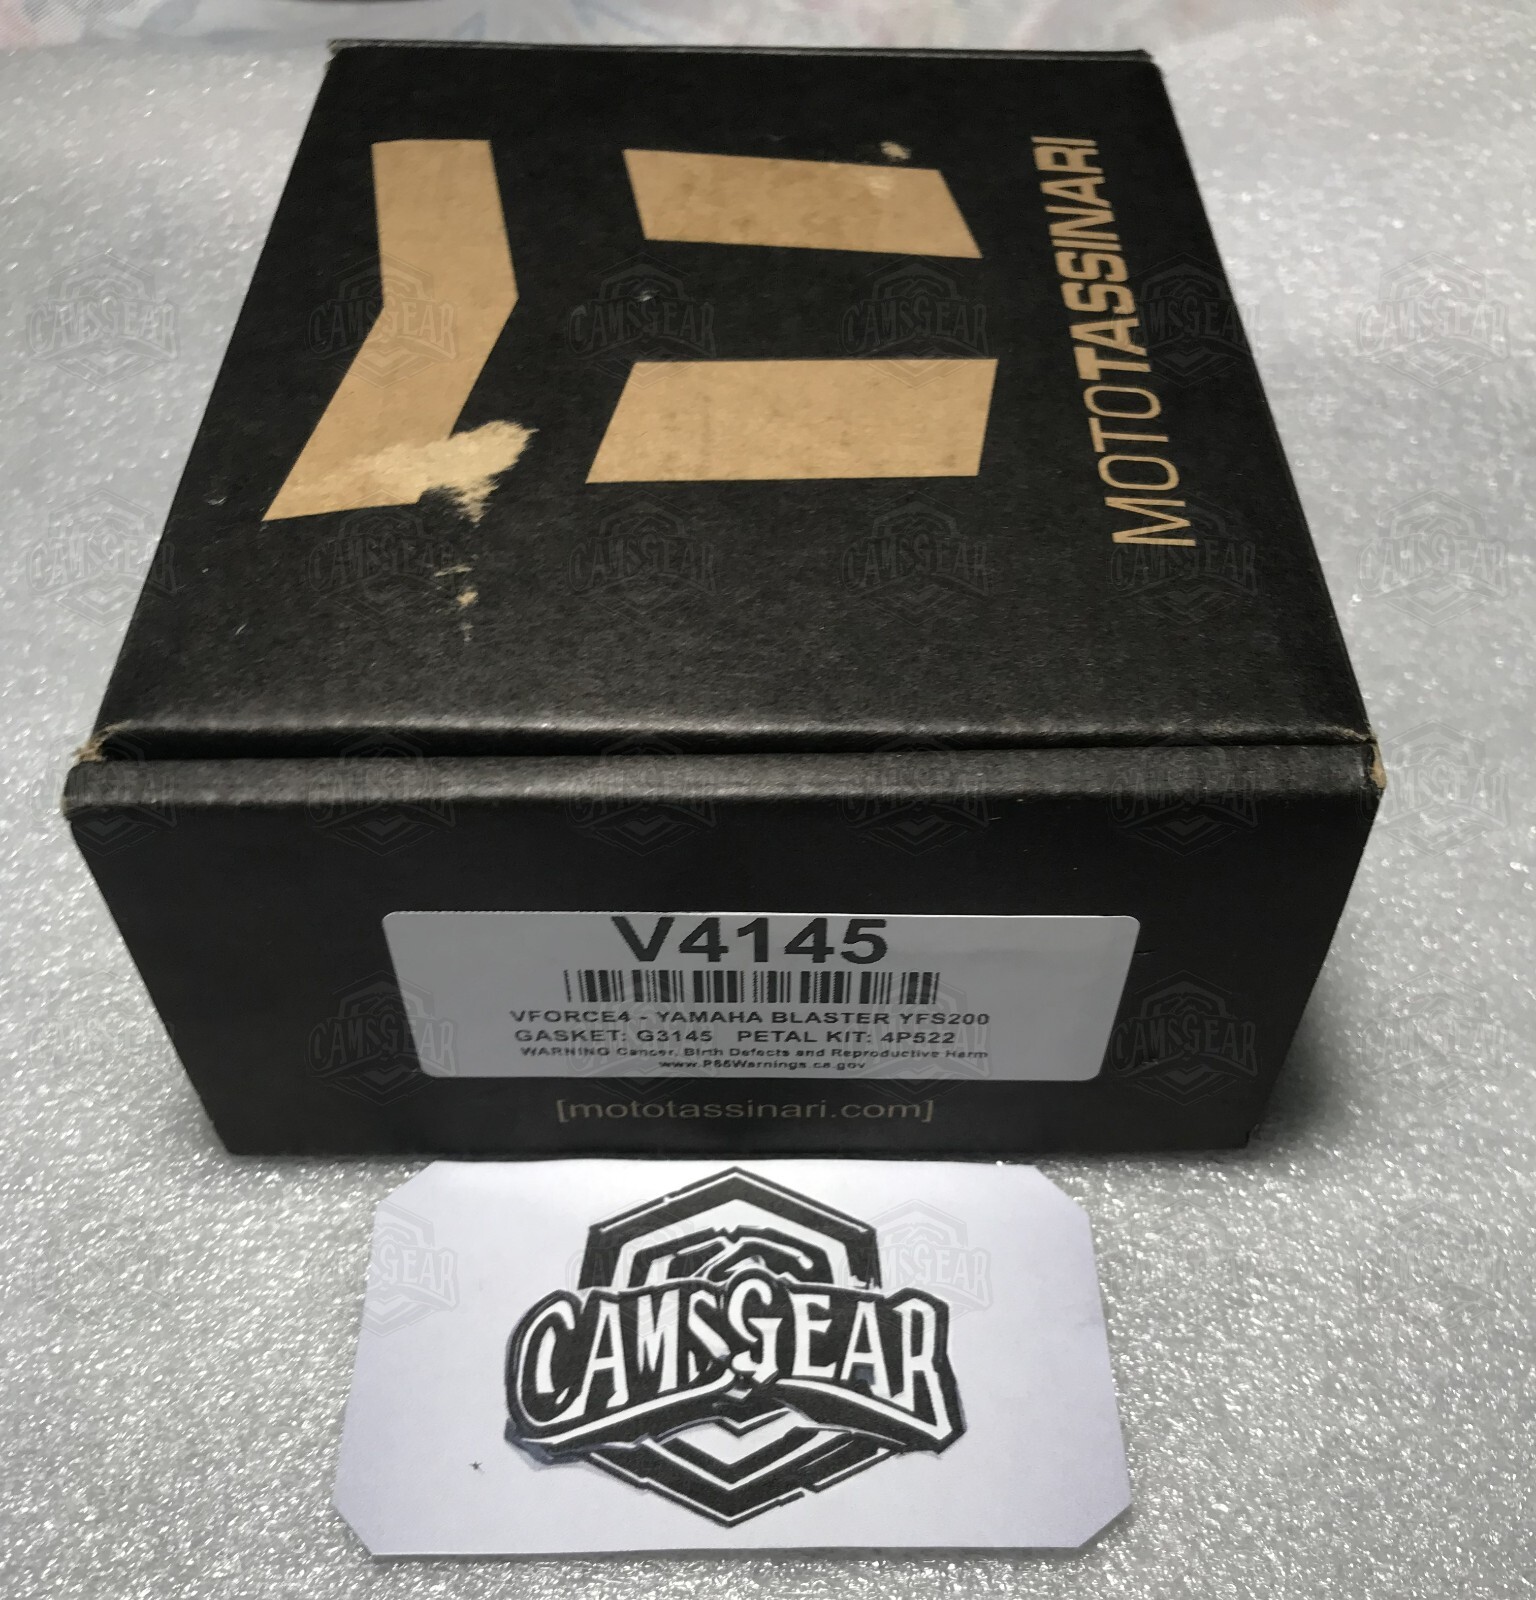 MOTOTASSINARI
V4145
VFORCE4 - YAMAHA BLASTER YFS200
GASKET: G3145 PETAL KIT: 4P522
WARNING Cancer, Birth Defects and Reproductive Harm
www.P65Warnings.ca.gov
[mototassinari.com]
CAMSGEAR